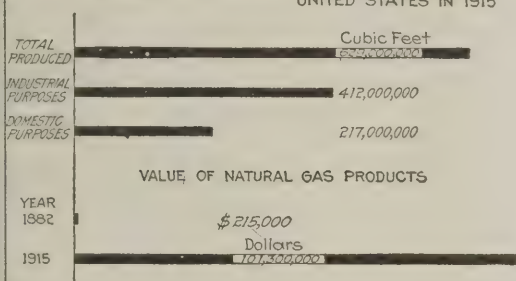 UNITED STATES IN 1915
Cubic Feet
TOTAL
PRODUCED
INDUSTRIAL
PURPOSES 412,000,000
DOMESTIC
PURPOSES 217,000,000
VALUE OF NATURAL GAS PRODUCTS
YEAR
1882 $215,000
Dollars
1915 101,300,000